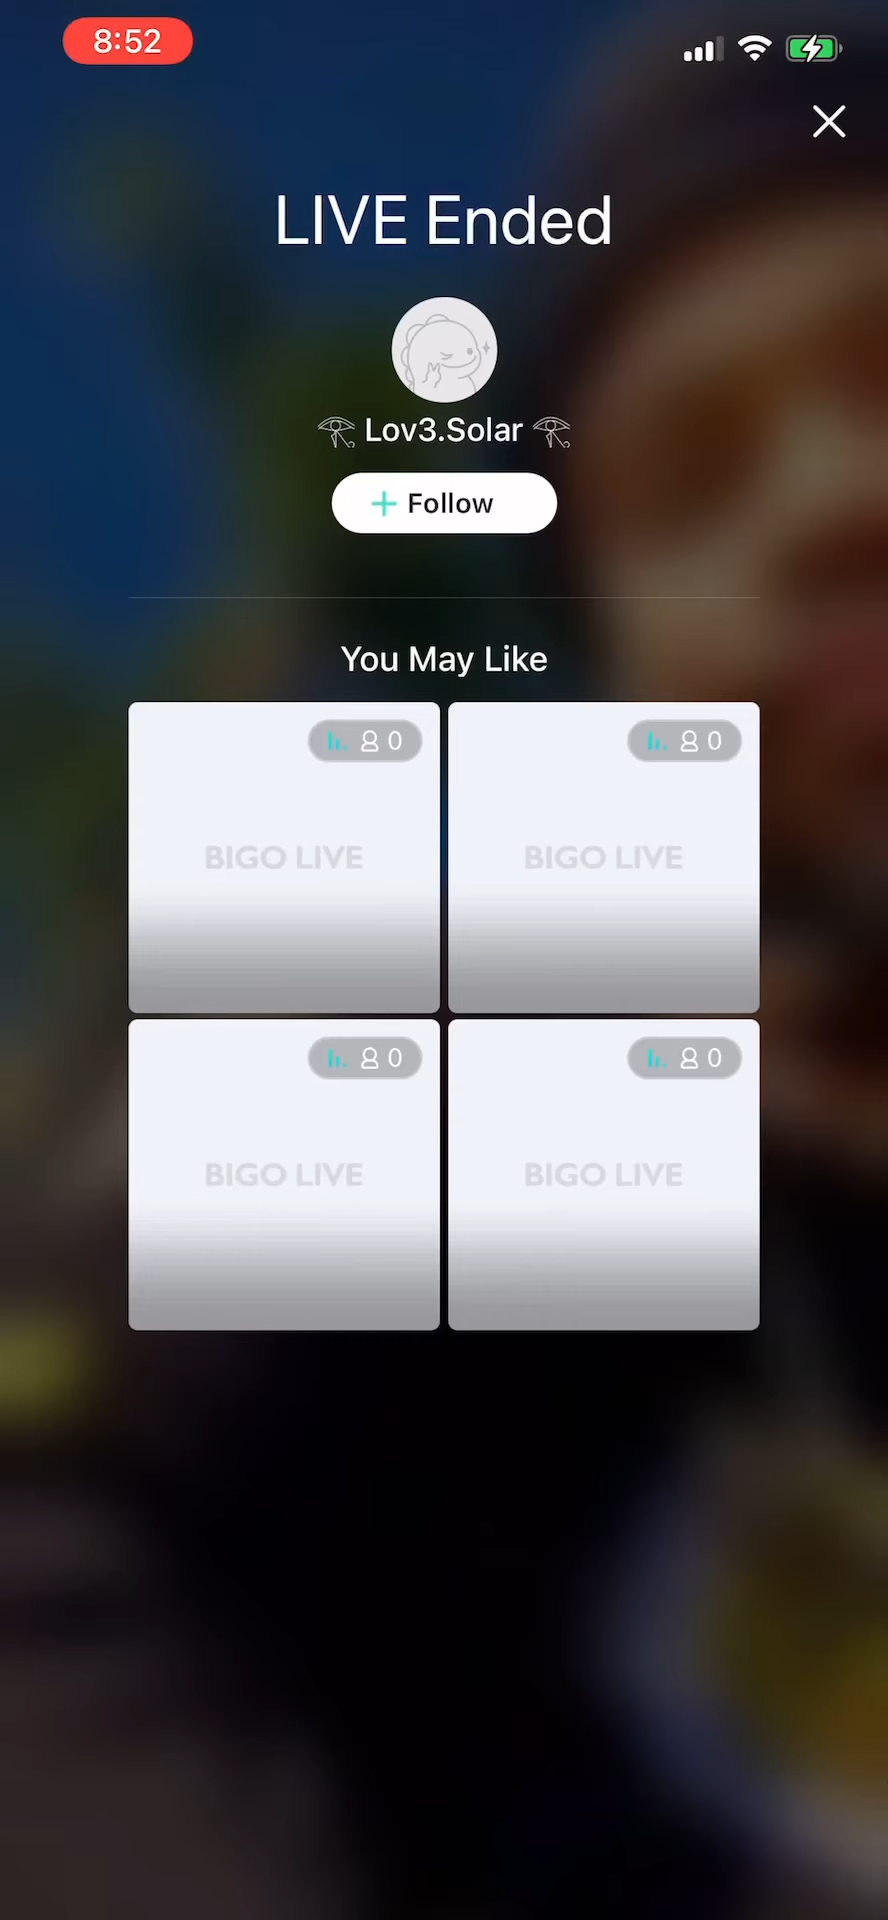 8:52
LIVE Ended
𓂀 Lov3.Solar 𓂀
+ Follow
You May Like
0
0
BIGO LIVE
BIGO LIVE
0
0
BIGO LIVE
BIGO LIVE